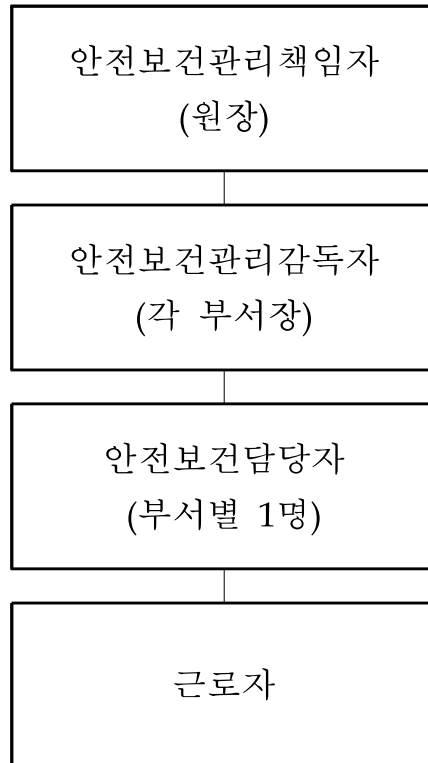 안전보건관리책임자
(원장)
안전보건관리감독자
(각 부서장)
안전보건담당자
(부서별 1명)
근로자